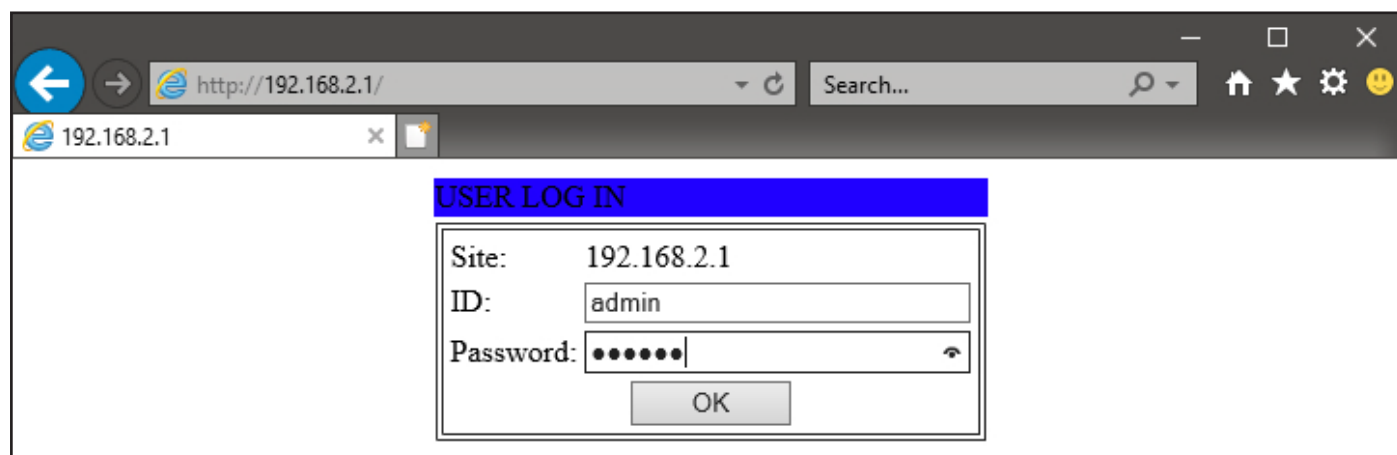 http://192.168.2.1/ Search...
192.168.2.1
USER LOG IN
Site: 192.168.2.1
ID: admin
Password: ●●●●●●
OK